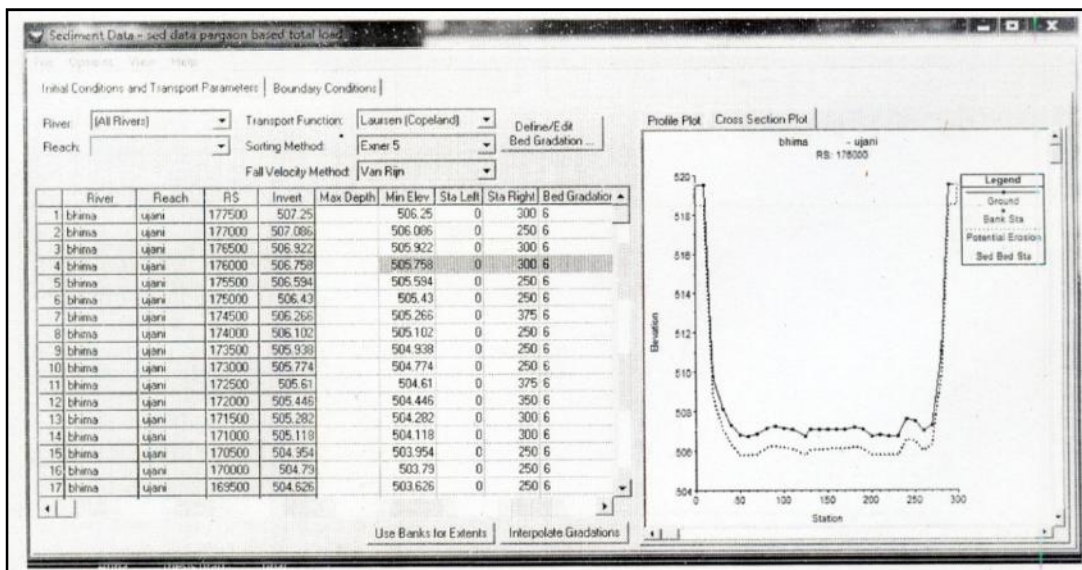 Sediment Data - sed data pargaon based total load
File Options View Help
Initial Conditions and Transport Parameters Boundary Conditions
River: (All Rivers) Transport Function: Laursen (Copeland) Define/Edit Bed Gradation ...
Reach: Sorting Method: Exner 5
Fall Velocity Method: Van Rijn
River Reach RS Invert Max Depth Min Elev Sta Left Sta Right Bed Gradation
1 bhima ujani 177500 507.25 506.25 0 300 6
2 bhima ujani 177000 507.086 506.086 0 250 6
3 bhima ujani 176500 506.922 505.922 0 300 6
4 bhima ujani 176000 506.758 505.758 0 300 6
5 bhima ujani 175500 506.594 505.594 0 250 6
6 bhima ujani 175000 506.43 505.43 0 250 6
7 bhima ujani 174500 506.266 505.266 0 375 6
8 bhima ujani 174000 506.102 505.102 0 250 6
9 bhima ujani 173500 505.938 504.938 0 250 6
10 bhima ujani 173000 505.774 504.774 0 250 6
11 bhima ujani 172500 505.61 504.61 0 375 6
12 bhima ujani 172000 505.446 504.446 0 350 6
13 bhima ujani 171500 505.282 504.282 0 300 6
14 bhima ujani 171000 505.118 504.118 0 300 6
15 bhima ujani 170500 504.954 503.954 0 250 6
16 bhima ujani 170000 504.79 503.79 0 250 6
17 bhima ujani 169500 504.626 503.626 0 250 6
Use Banks for Extents Interpolate Gradations
Profile Plot Cross Section Plot
bhima - ujani
RS: 176000
Legend
Ground
Bank Sta
Potential Erosion
Sed Bed Sta
Elevation
520
518
516
514
512
510
508
506
504
0 50 100 150 200 250 300
Station